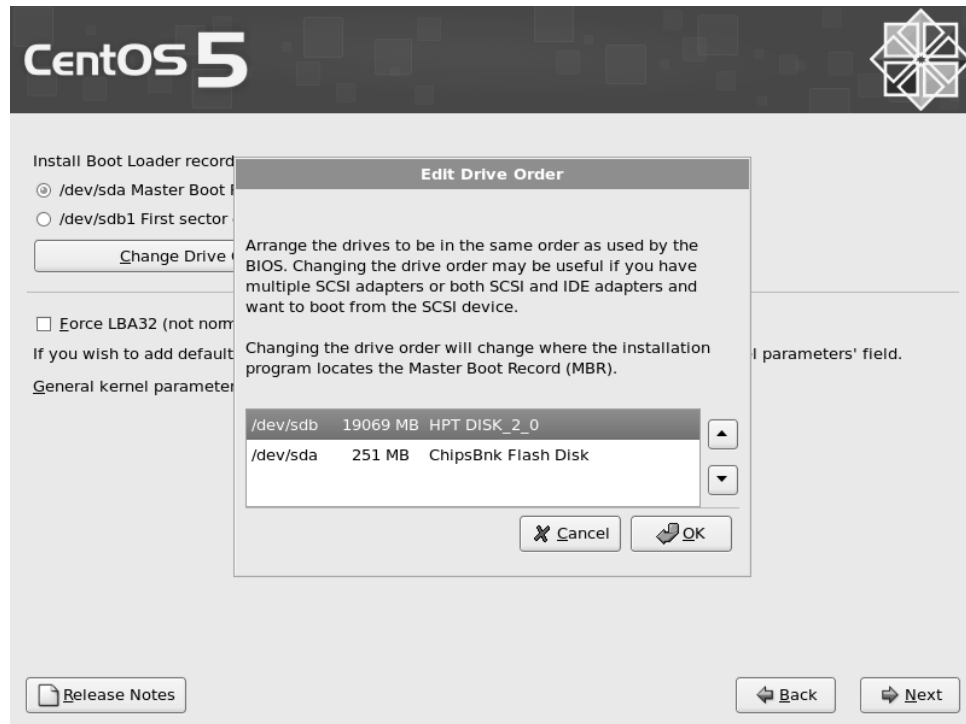 CentOS 5
Install Boot Loader record
/dev/sda Master Boot
/dev/sdb1 First sector
Change Drive
Edit Drive Order
Arrange the drives to be in the same order as used by the
BIOS. Changing the drive order may be useful if you have
multiple SCSI adapters or both SCSI and IDE adapters and
want to boot from the SCSI device.
Changing the drive order will change where the installation
program locates the Master Boot Record (MBR).
/dev/sdb 19069 MB HPT DISK_2_0
/dev/sda 251 MB ChipsBnk Flash Disk
Cancel
OK
Force LBA32 (not
If you wish to add default
parameters' field.
General kernel
Release Notes
Back
Next